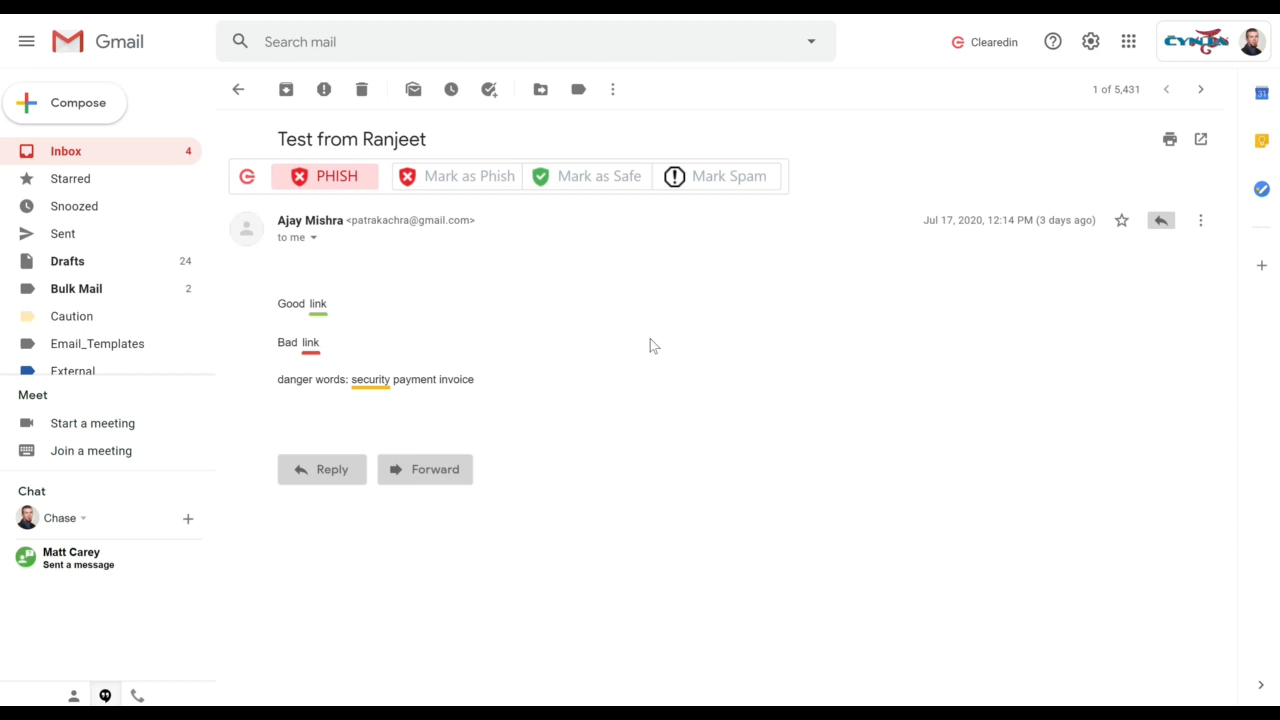 Gmail
Search mail
Clearedin
CYNJA
Compose
1 of 5,431
31
Inbox 4
Starred
Snoozed
Sent
Drafts 24
Bulk Mail 2
Caution
Email_Templates
External
Meet
Start a meeting
Join a meeting
Chat
Chase
Matt Carey
Sent a message
Test from Ranjeet
PHISH Mark as Phish Mark as Safe Mark Spam
Ajay Mishra <patrakachra@gmail.com> Jul 17, 2020, 12:14 PM (3 days ago)
to me
Good link
Bad link
danger words: security payment invoice
Reply Forward